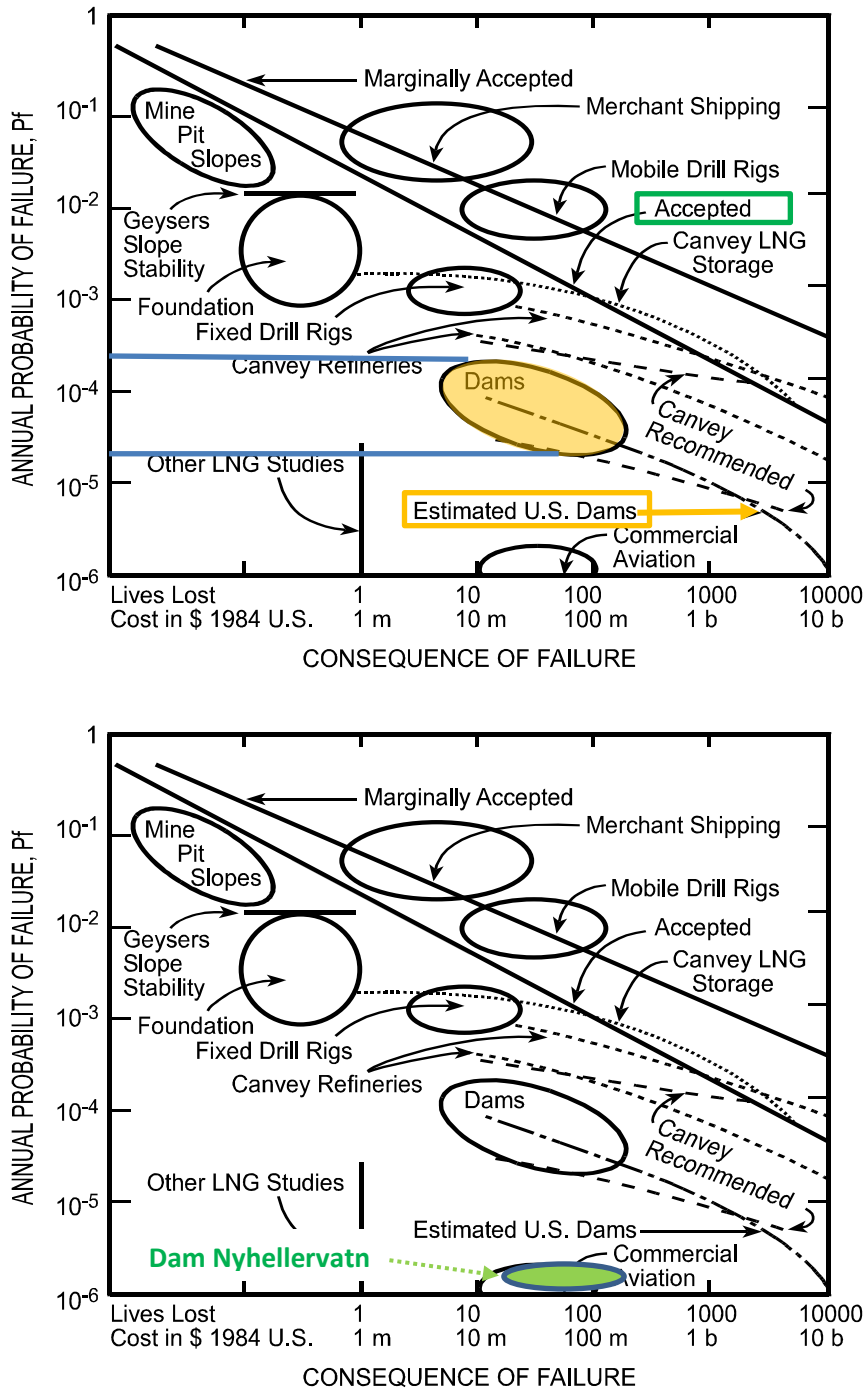 ANNUAL PROBABILITY OF FAILURE, Pf
10-1
10-2
10-3
10-4
10-5
10-6
Marginally Accepted
Mine
Pit
Slopes
Merchant Shipping
Mobile Drill Rigs
Geysers
Slope
Stability
Accepted
Canvey LNG
Storage
Foundation
Fixed Drill Rigs
Canvey Refineries
Dams
Canvey
Recommended
Other LNG Studies
Estimated U.S. Dams
Commercial
Aviation
Lives Lost 1 10 100 1000 10000
Cost in $ 1984 U.S. 1 m 10 m 100 m 1 b 10 b
CONSEQUENCE OF FAILURE
ANNUAL PROBABILITY OF FAILURE, Pf
1
10-1
10-2
10-3
10-4
10-5
10-6
Marginally Accepted
Mine
Pit
Slopes
Merchant Shipping
Mobile Drill Rigs
Geysers
Slope
Stability
Accepted
Canvey LNG
Storage
Foundation
Fixed Drill Rigs
Canvey Refineries
Dams
Canvey
Recommended
Other LNG Studies
Estimated U.S. Dams
Dam Nyhellervatn
Commercial
Aviation
Lives Lost 1 10 100 1000 10000
Cost in $ 1984 U.S. 1 m 10 m 100 m 1 b 10 b
CONSEQUENCE OF FAILURE